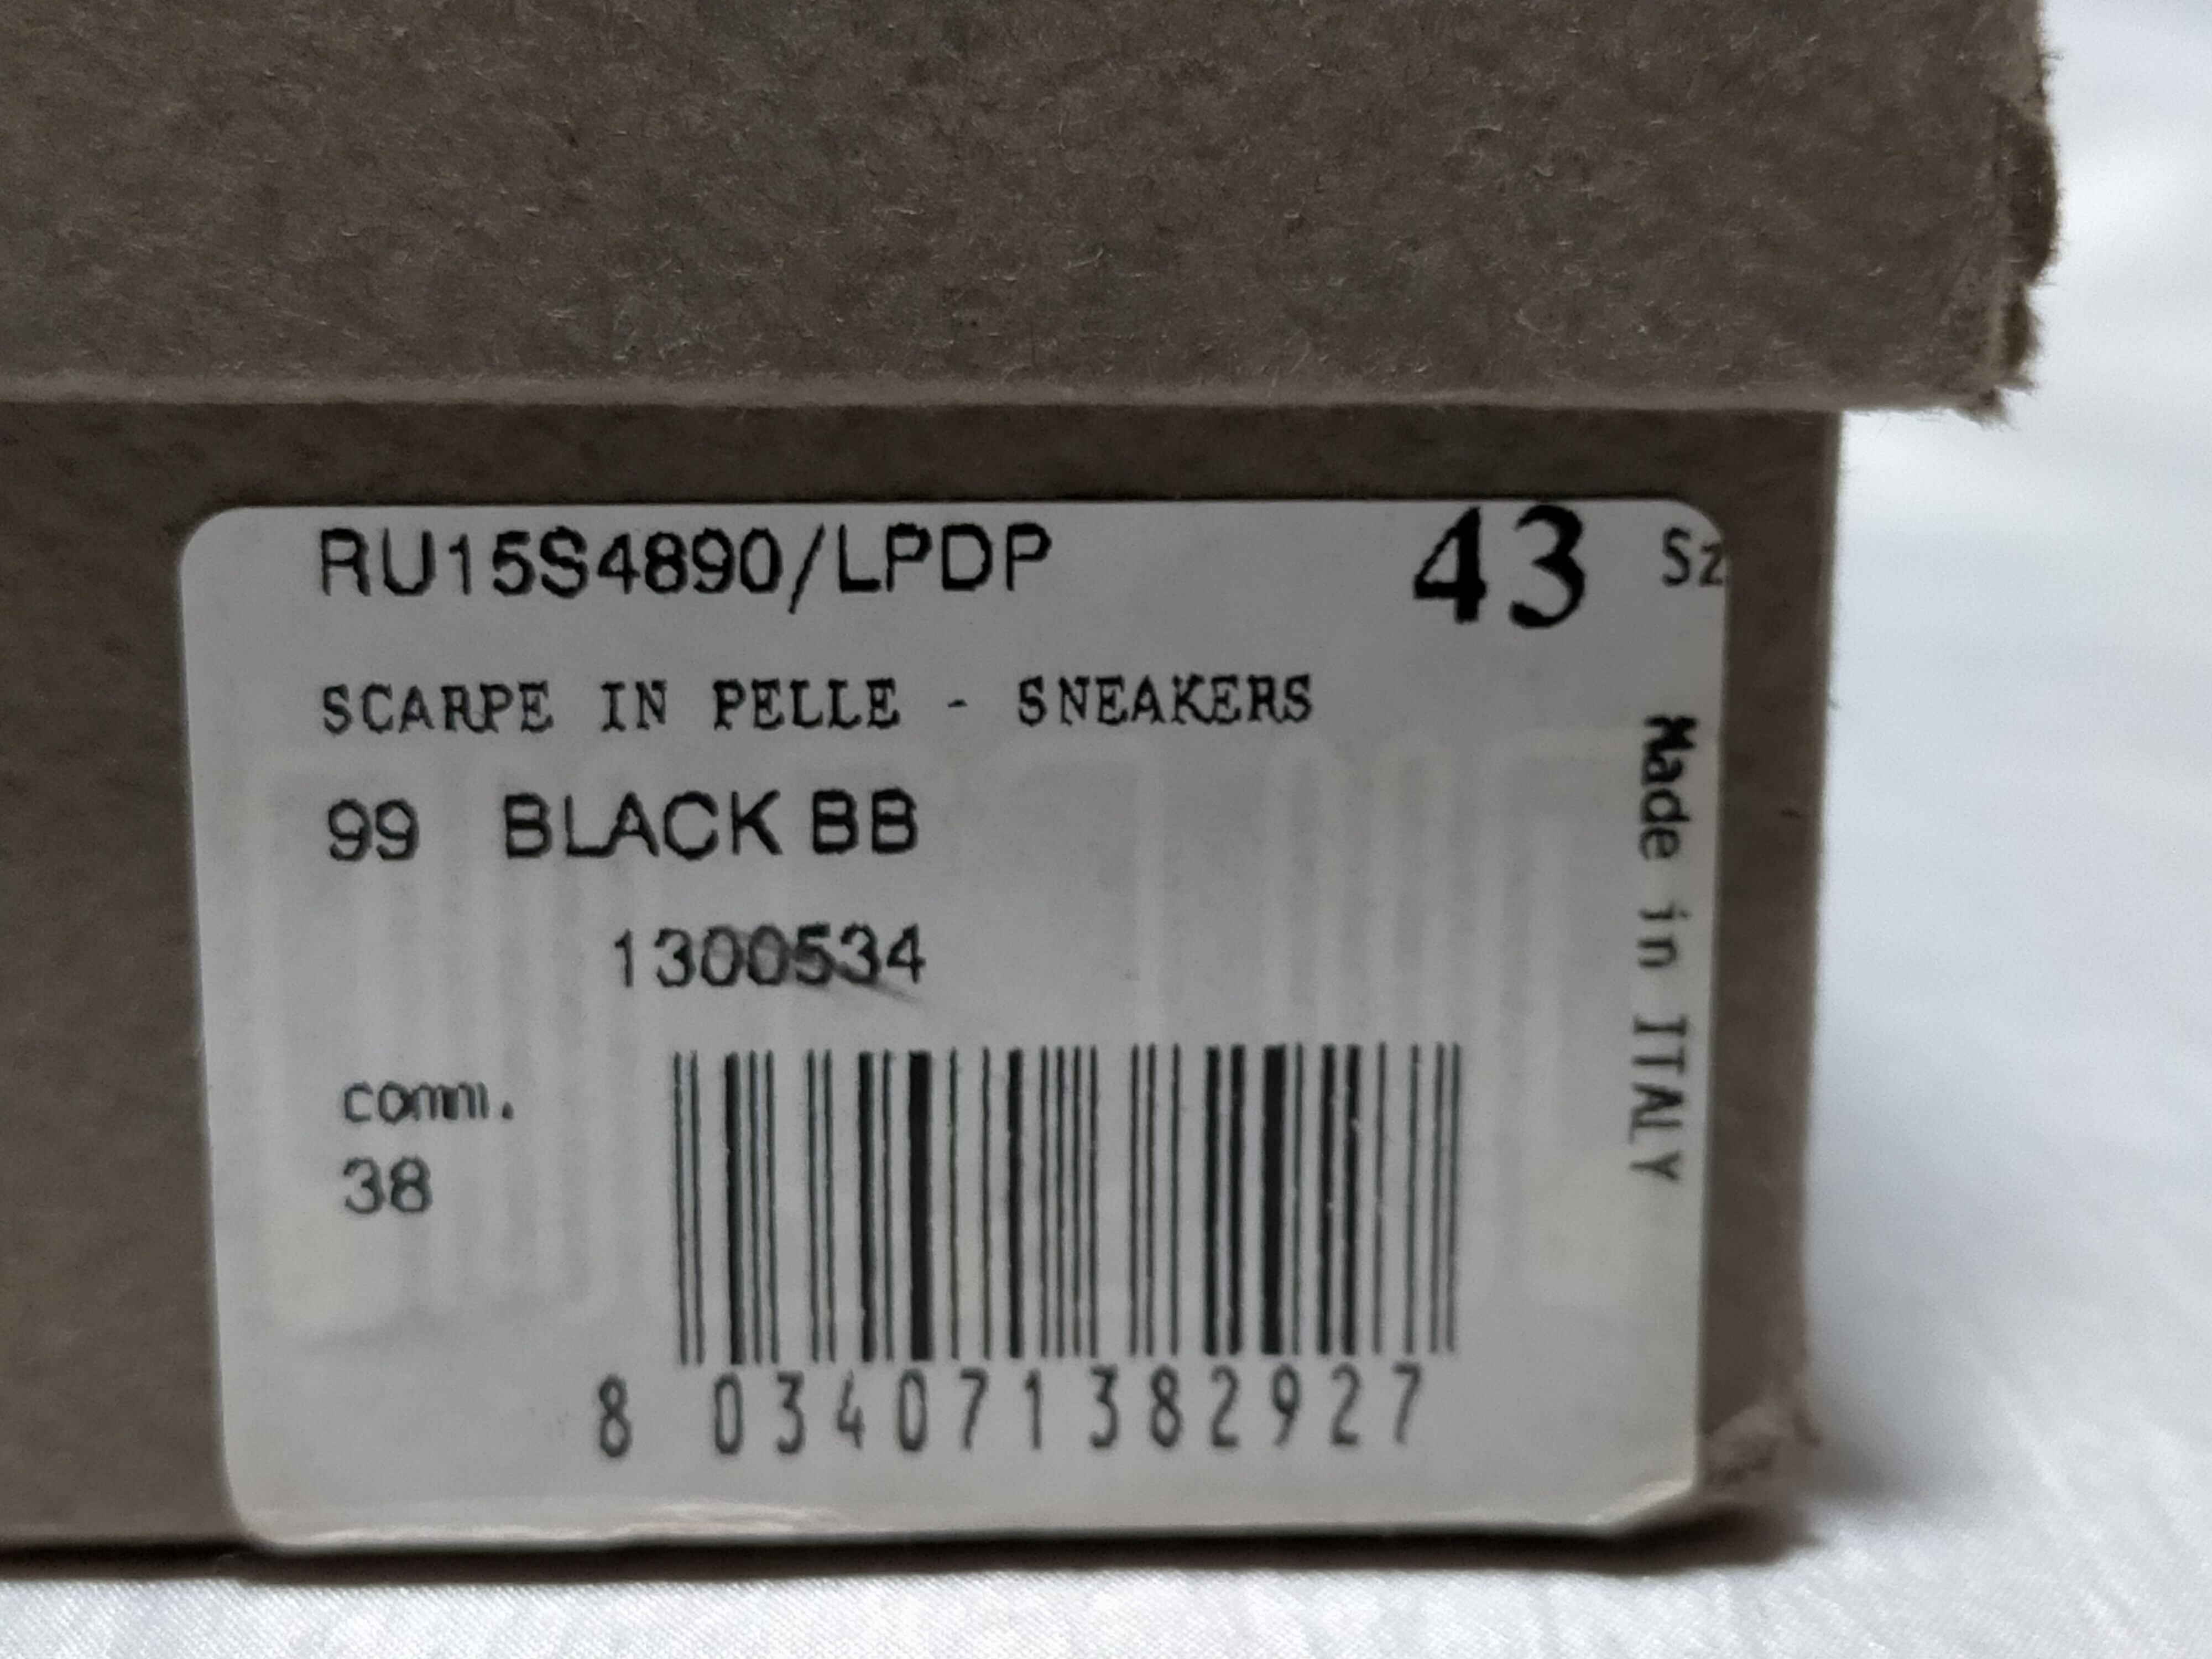 RU15S4890/LPDP 43 Sz
SCARPE IN PELLE - SNEAKERS
99 BLACK BB
1300534
comm.
38
8 034071 382927
Made in ITALY